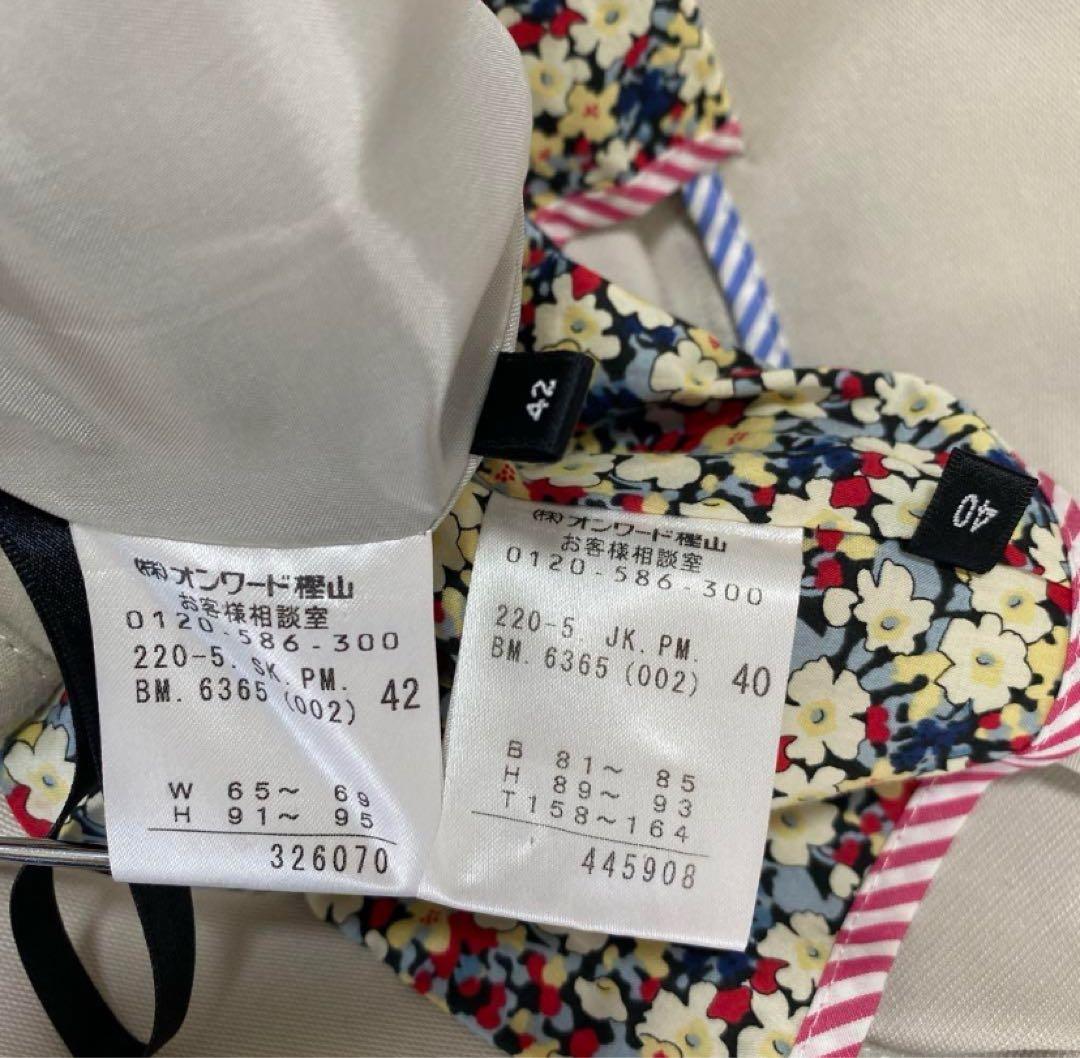 42
40
(株)オンワード樫山
お客様相談室
0120-586-300
220-5. SK. PM.
BM. 6365 (002) 42
W 65～ 69
H 91～ 95
326070
(株)オンワード樫山
お客様相談室
0120-586-300
220-5. JK. PM.
BM. 6365 (002) 40
B 81～ 85
H 89～ 93
T158～164
445908